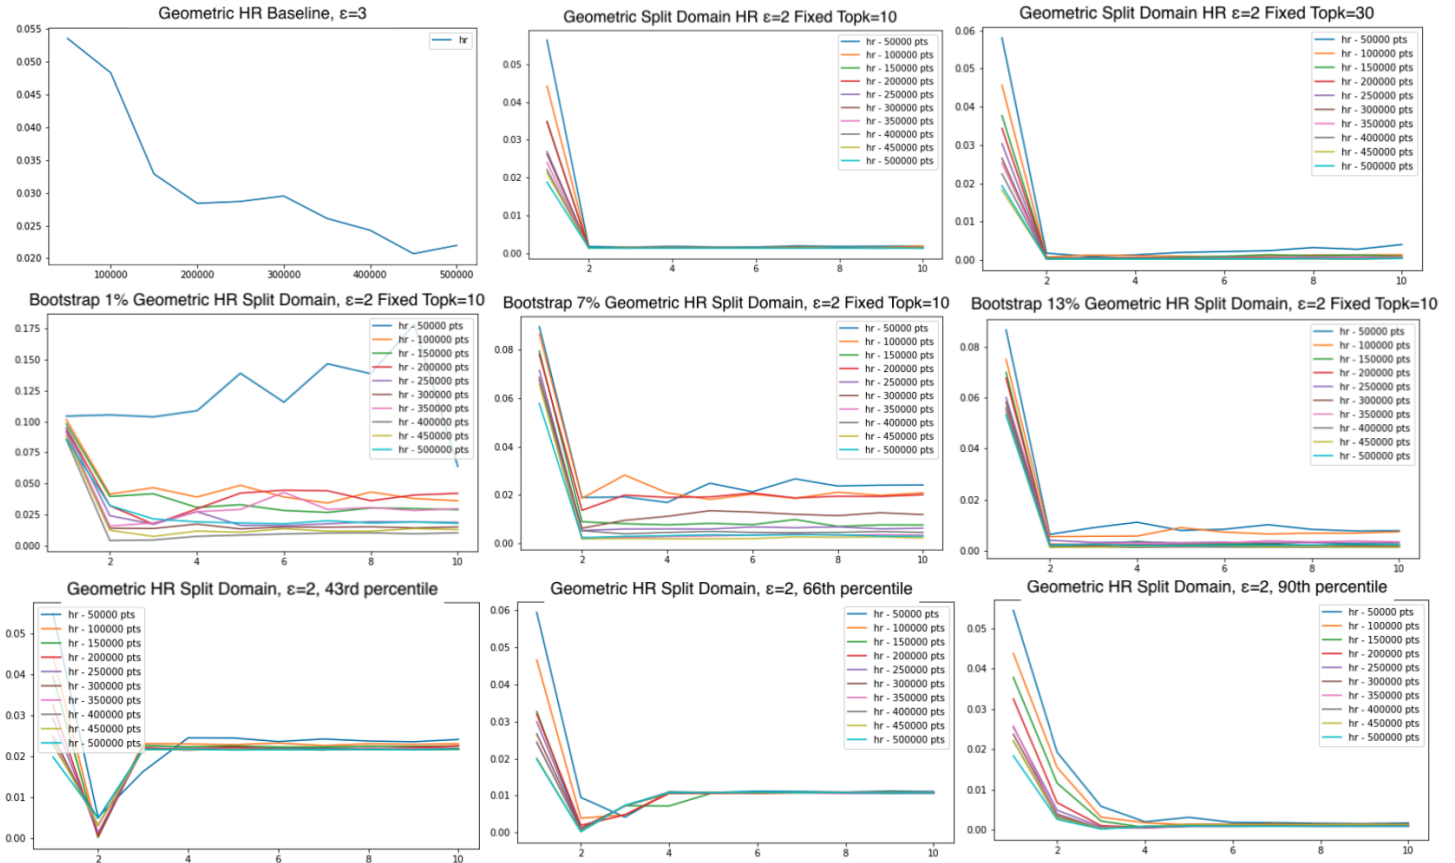 Geometric HR Baseline, ε=3
0.055
0.050
0.045
0.040
0.035
0.030
0.025
0.020
hr
100000
200000
300000
400000
500000
Geometric Split Domain HR ε=2 Fixed Topk=10
0.05
0.04
0.03
0.02
0.01
0.00
hr - 50000 pts
hr - 100000 pts
hr - 150000 pts
hr - 200000 pts
hr - 250000 pts
hr - 300000 pts
hr - 350000 pts
hr - 400000 pts
hr - 450000 pts
hr - 500000 pts
2
4
6
8
10
Geometric Split Domain HR ε=2 Fixed Topk=30
0.06
0.05
0.04
0.03
0.02
0.01
0.00
hr - 50000 pts
hr - 100000 pts
hr - 150000 pts
hr - 200000 pts
hr - 250000 pts
hr - 300000 pts
hr - 350000 pts
hr - 400000 pts
hr - 450000 pts
hr - 500000 pts
2
4
6
8
10
Bootstrap 1% Geometric HR Split Domain, ε=2 Fixed Topk=10
0.175
0.150
0.125
0.100
0.075
0.050
0.025
0.000
hr - 50000 pts
hr - 100000 pts
hr - 150000 pts
hr - 200000 pts
hr - 250000 pts
hr - 300000 pts
hr - 350000 pts
hr - 400000 pts
hr - 450000 pts
hr - 500000 pts
2
4
6
8
10
Bootstrap 7% Geometric HR Split Domain, ε=2 Fixed Topk=10
0.08
0.06
0.04
0.02
0.00
hr - 50000 pts
hr - 100000 pts
hr - 150000 pts
hr - 200000 pts
hr - 250000 pts
hr - 300000 pts
hr - 350000 pts
hr - 400000 pts
hr - 450000 pts
hr - 500000 pts
2
4
6
8
10
Bootstrap 13% Geometric HR Split Domain, ε=2 Fixed Topk=10
0.08
0.06
0.04
0.02
0.00
hr - 50000 pts
hr - 100000 pts
hr - 150000 pts
hr - 200000 pts
hr - 250000 pts
hr - 300000 pts
hr - 350000 pts
hr - 400000 pts
hr - 450000 pts
hr - 500000 pts
2
4
6
8
10
Geometric HR Split Domain, ε=2, 43rd percentile
0.05
0.04
0.03
0.02
0.01
0.00
hr - 50000 pts
hr - 100000 pts
hr - 150000 pts
hr - 200000 pts
hr - 250000 pts
hr - 300000 pts
hr - 350000 pts
hr - 400000 pts
hr - 450000 pts
hr - 500000 pts
2
4
6
8
10
Geometric HR Split Domain, ε=2, 66th percentile
0.06
0.05
0.04
0.03
0.02
0.01
0.00
hr - 50000 pts
hr - 100000 pts
hr - 150000 pts
hr - 200000 pts
hr - 250000 pts
hr - 300000 pts
hr - 350000 pts
hr - 400000 pts
hr - 450000 pts
hr - 500000 pts
2
4
6
8
10
Geometric HR Split Domain, ε=2, 90th percentile
0.05
0.04
0.03
0.02
0.01
0.00
hr - 50000 pts
hr - 100000 pts
hr - 150000 pts
hr - 200000 pts
hr - 250000 pts
hr - 300000 pts
hr - 350000 pts
hr - 400000 pts
hr - 450000 pts
hr - 500000 pts
2
4
6
8
10